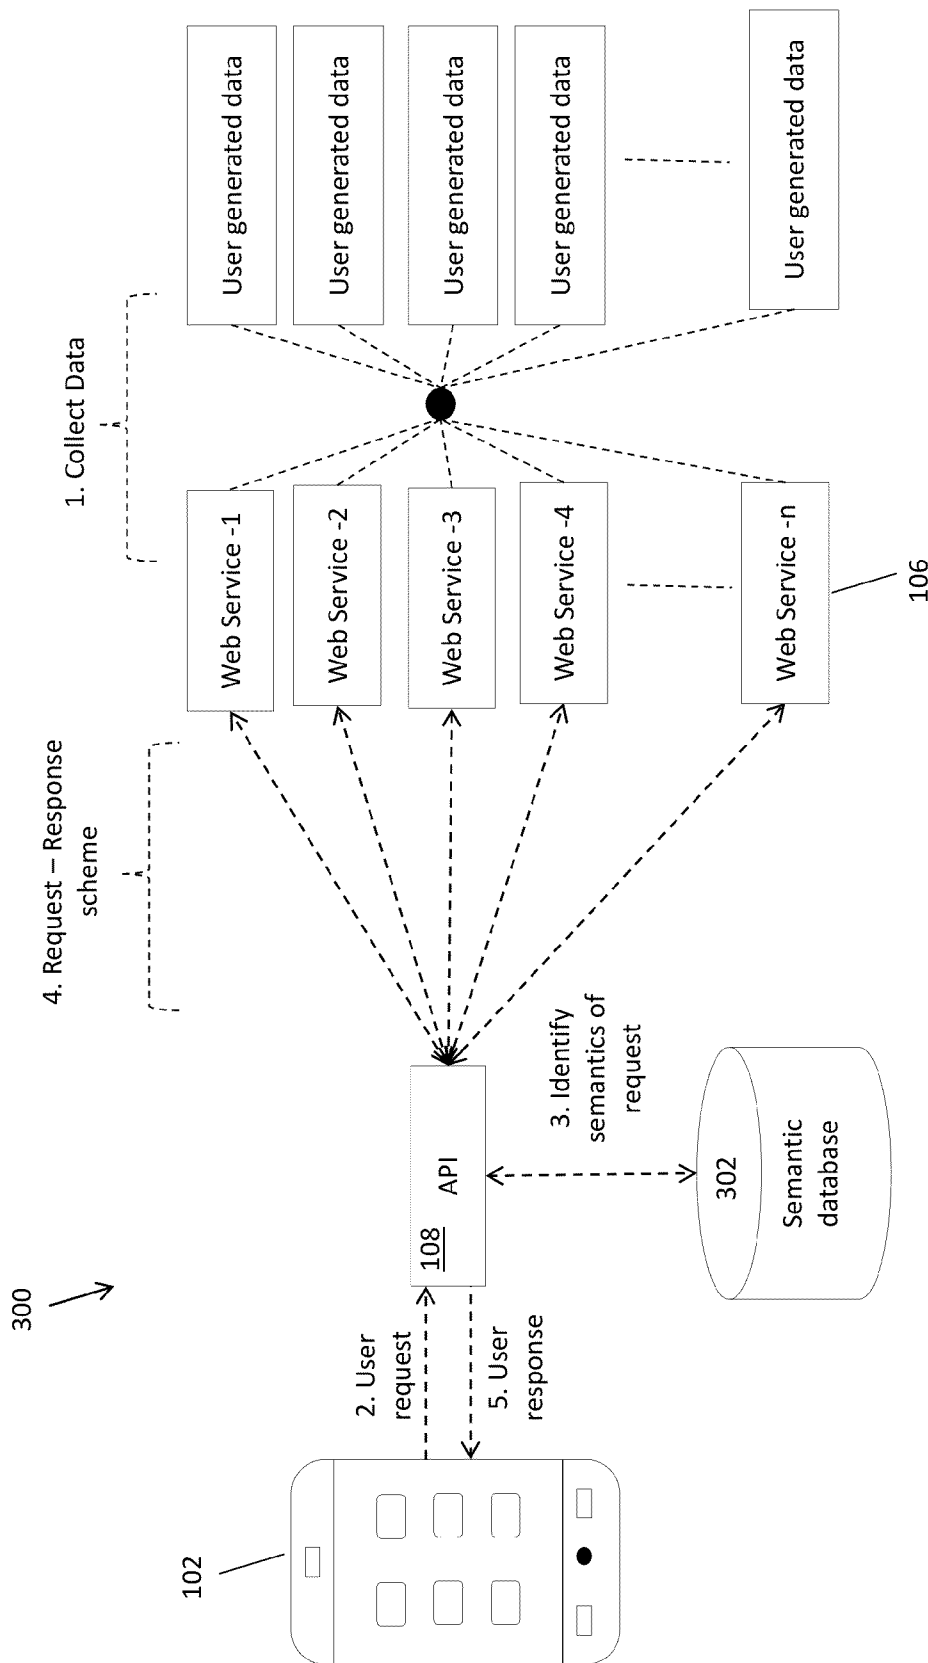 300
4. Request – Response
scheme
1. Collect Data
102
Web Service -1
User generated data
Web Service -2
User generated data
2. User
request
108
API
Web Service -3
User generated data
5. User
response
3. Identify
semantics of
request
Web Service -4
User generated data
302
Semantic
database
Web Service -n
User generated data
106